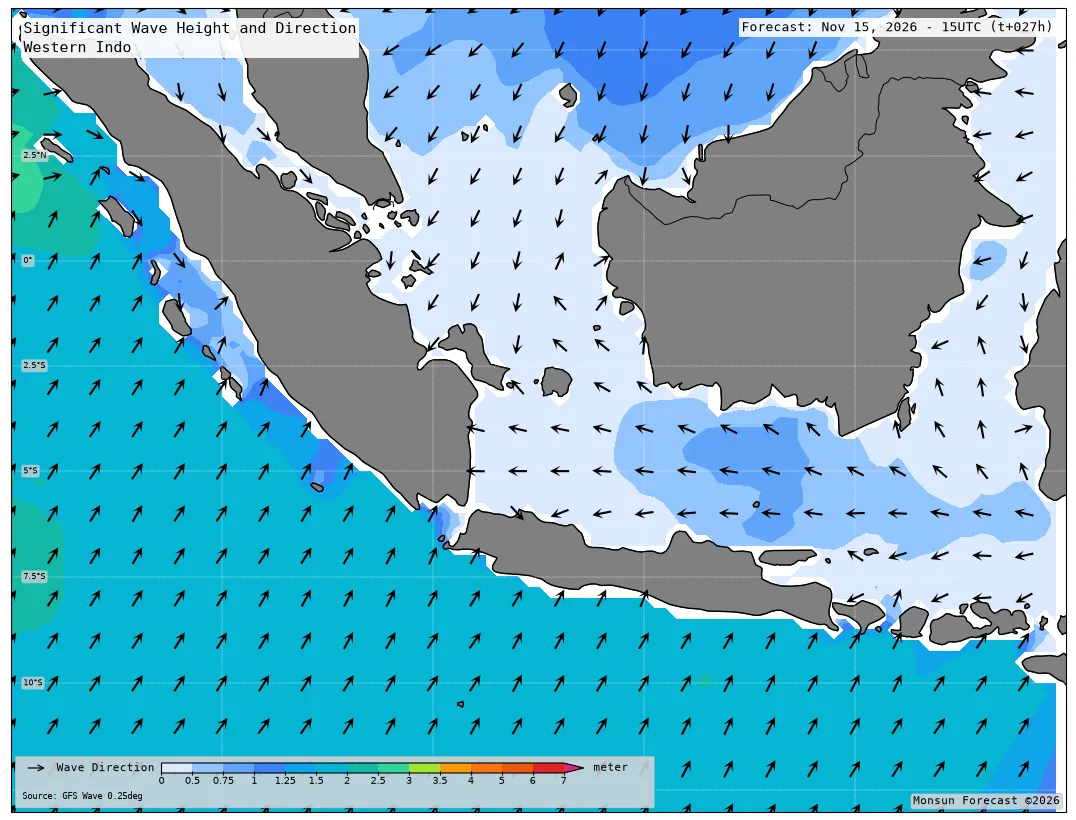 Significant Wave Height and Direction
Western Indo
Forecast: Nov 15, 2026 - 15UTC (t+027h)
2.5°N
0°
2.5°S
5°S
7.5°S
10°S
Wave Direction
0 0.5 0.75 1 1.25 1.5 2 2.5 3 3.5 4 5 6 7
meter
Source: GFS Wave 0.25deg
Monsun Forecast ©2026